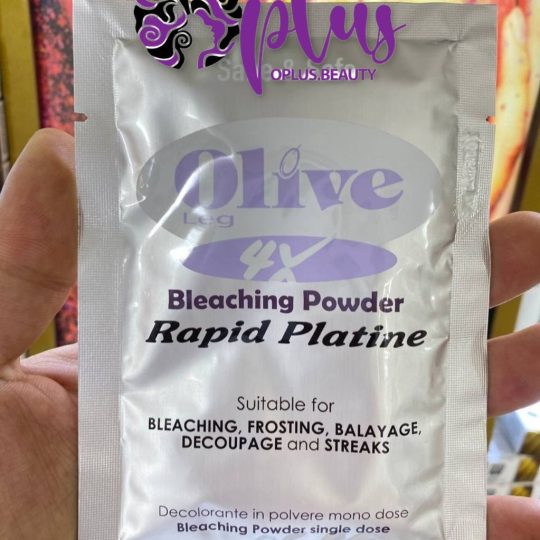 Oplus
OPLUS.BEAUTY
Olive
Leg
4X
Bleaching Powder
Rapid Platine
Suitable for
BLEACHING, FROSTING, BALAYAGE,
DECOUPAGE and STREAKS
Decolorante in polvere mono dose
Bleaching Powder single dose